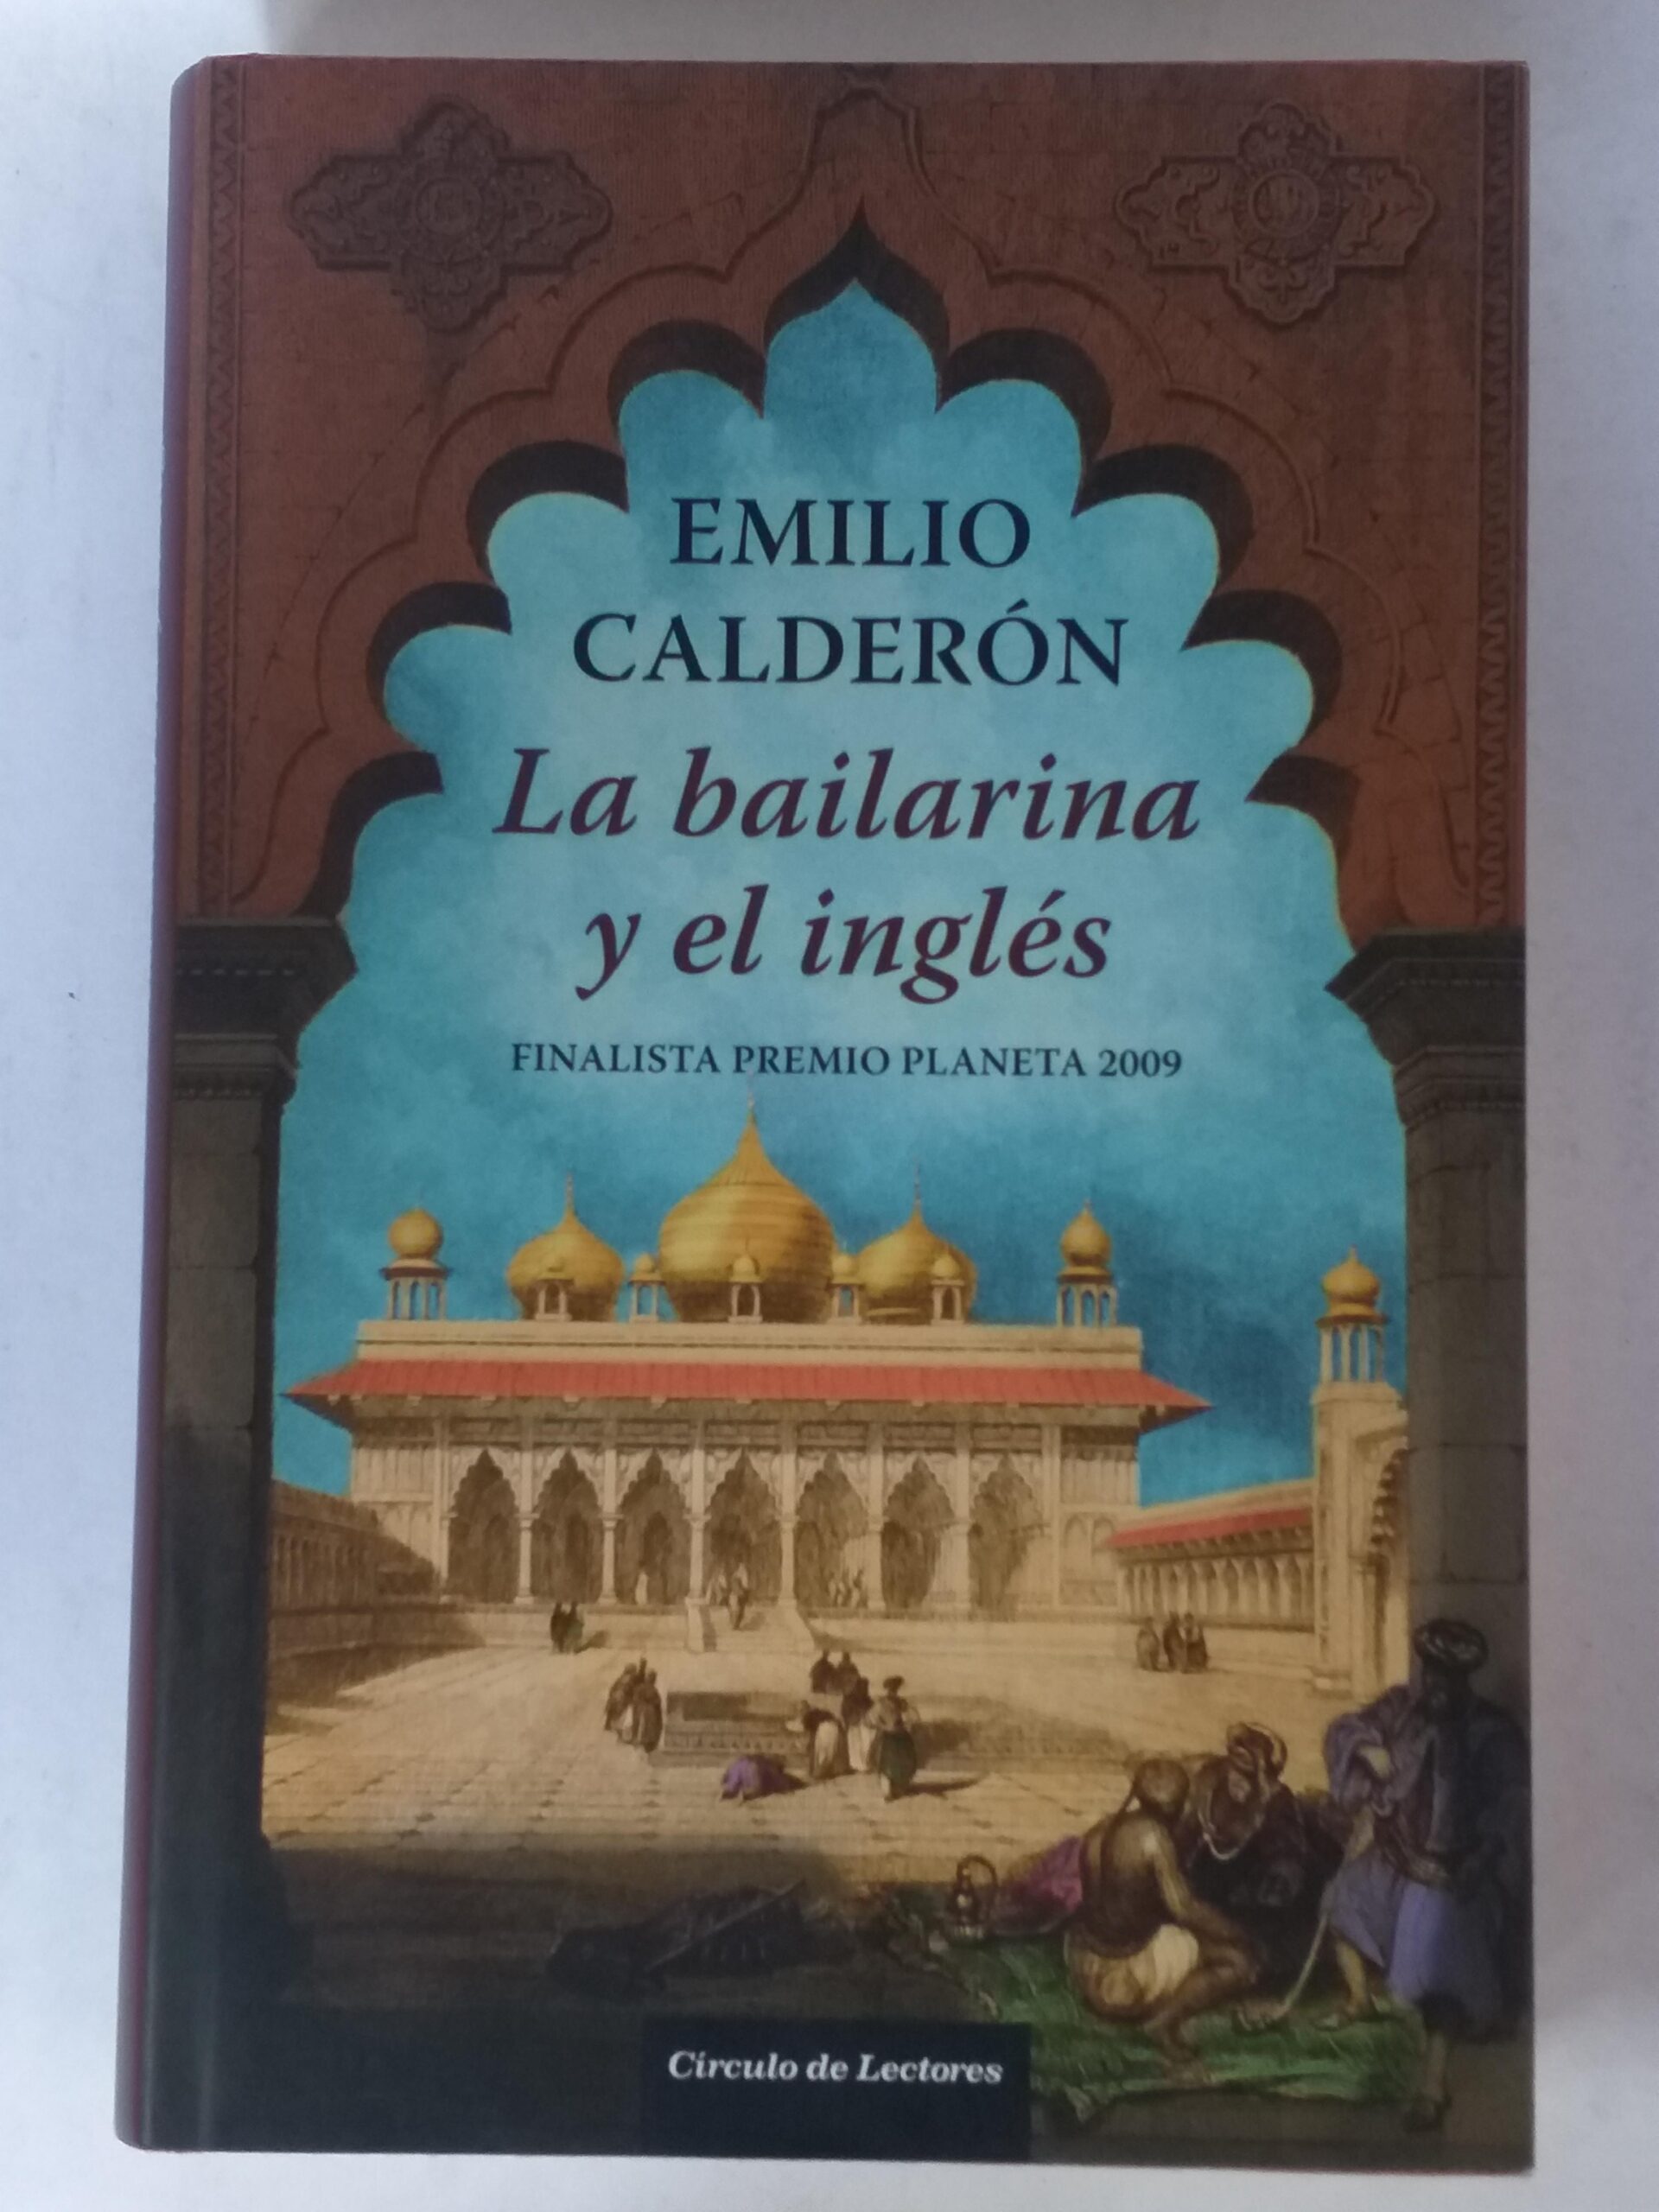 EMILIO
CALDERÓN
La bailarina
y el inglés
FINALISTA PREMIO PLANETA 2009
Círculo de Lectores